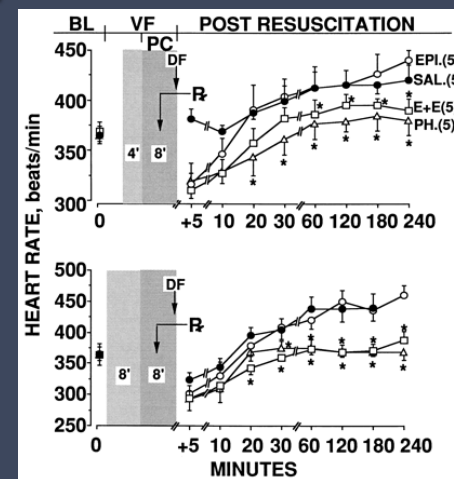 BL VF POST RESUSCITATION
PC
DF
450
EPI.(5
SAL.(5
400
Rx
E+E(5)
PH.(5)
350
4' 8'
300
0 +5 10 20 30 60 120 180 240
HEART RATE, beats/min
500
DF
450
Rx
400
350
300
8' 8'
250
0 +5 10 20 30 60 120 180 240
MINUTES